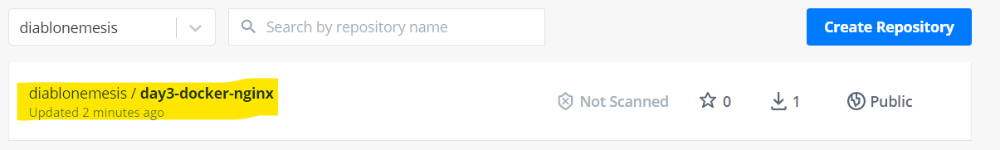 diablonemesis
Search by repository name
Create Repository
diablonemesis / day3-docker-nginx
Updated 2 minutes ago
Not Scanned
0
1
Public